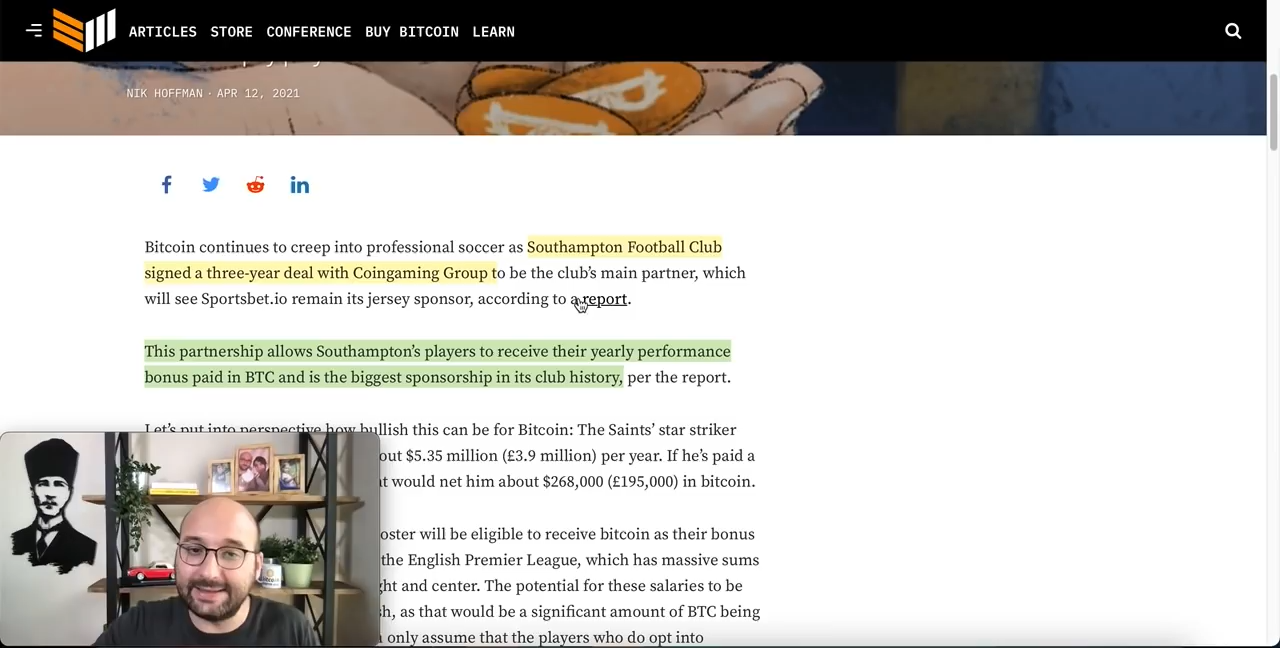 ARTICLES STORE CONFERENCE BUY BITCOIN LEARN
NIK HOFFMAN · APR 12, 2021
Bitcoin continues to creep into professional soccer as Southampton Football Club
signed a three-year deal with Coingaming Group to be the club’s main partner, which
will see Sportsbet.io remain its jersey sponsor, according to a report.
This partnership allows Southampton’s players to receive their yearly performance
bonus paid in BTC and is the biggest sponsorship in its club history, per the report.
Let’s put into perspective how bullish this can be for Bitcoin: The Saints’ star striker
out $5.35 million (£3.9 million) per year. If he’s paid a
would net him about $268,000 (£195,000) in bitcoin.
oster will be eligible to receive bitcoin as their bonus
the English Premier League, which has massive sums
ght and center. The potential for these salaries to be
sh, as that would be a significant amount of BTC being
only assume that the players who do opt into